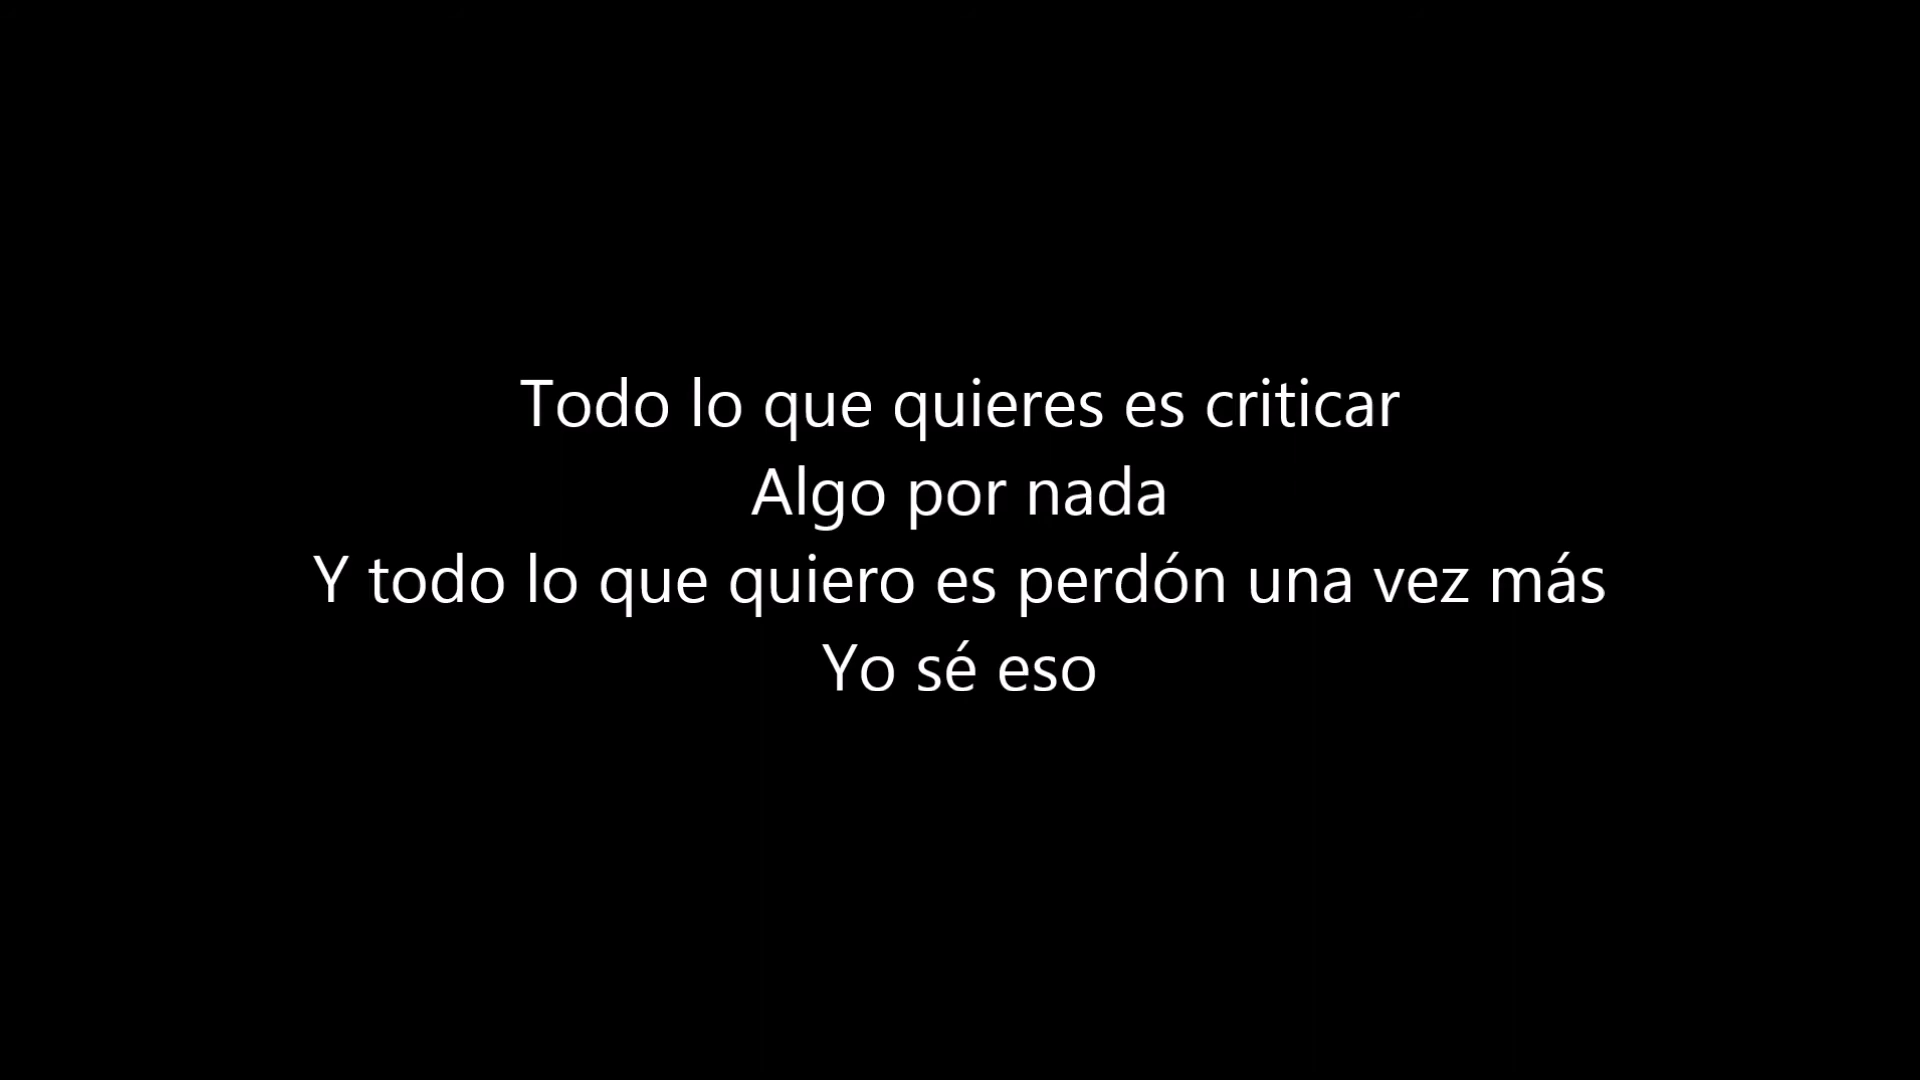 Todo lo que quieres es criticar
Algo por nada
Y todo lo que quiero es perdón una vez más
Yo sé eso